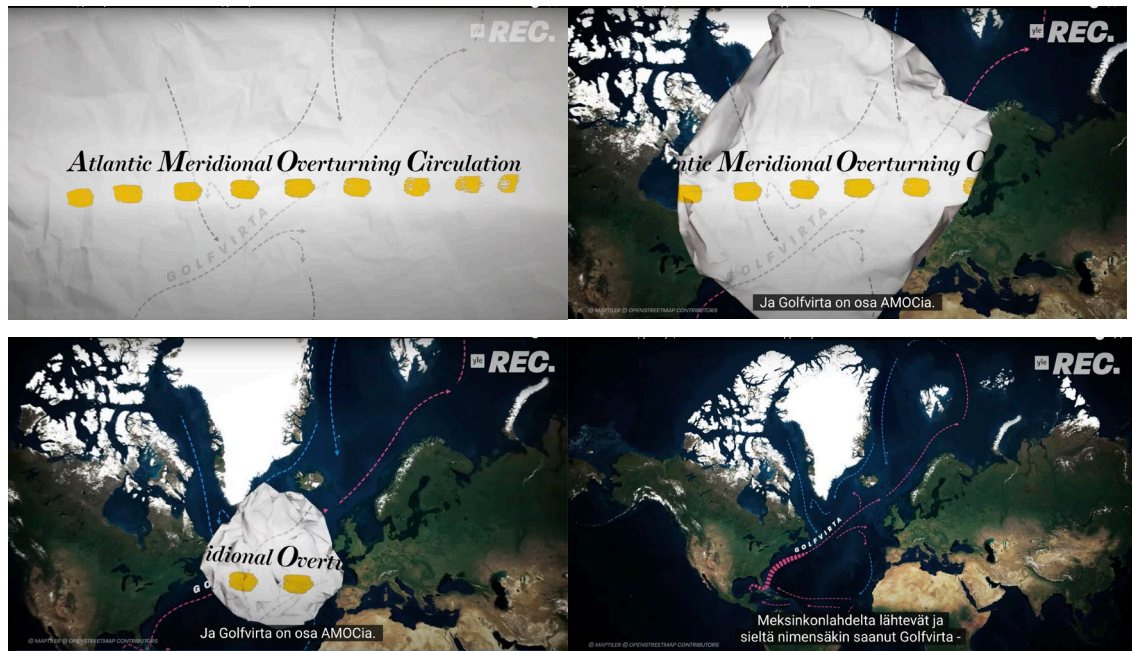 yle REC.
Atlantic Meridional Overturning Circulation
GOLFVIRTA
yle REC.
ntic Meridional Overturning C
GOLFVIRTA
Ja Golfvirta on osa AMOCia.
© MAPTILER © OPENSTREETMAP CONTRIBUTORS
yle REC.
idional Overtu
GO
Ja Golfvirta on osa AMOCia.
© MAPTILER © OPENSTREETMAP CONTRIBUTORS
yle REC.
GOLFVIRTA
Meksinkonlahdelta lähtevät ja
sieltä nimensäkin saanut Golfvirta -
© MAPTILER © OPENSTREETMAP CONTRIBUTORS